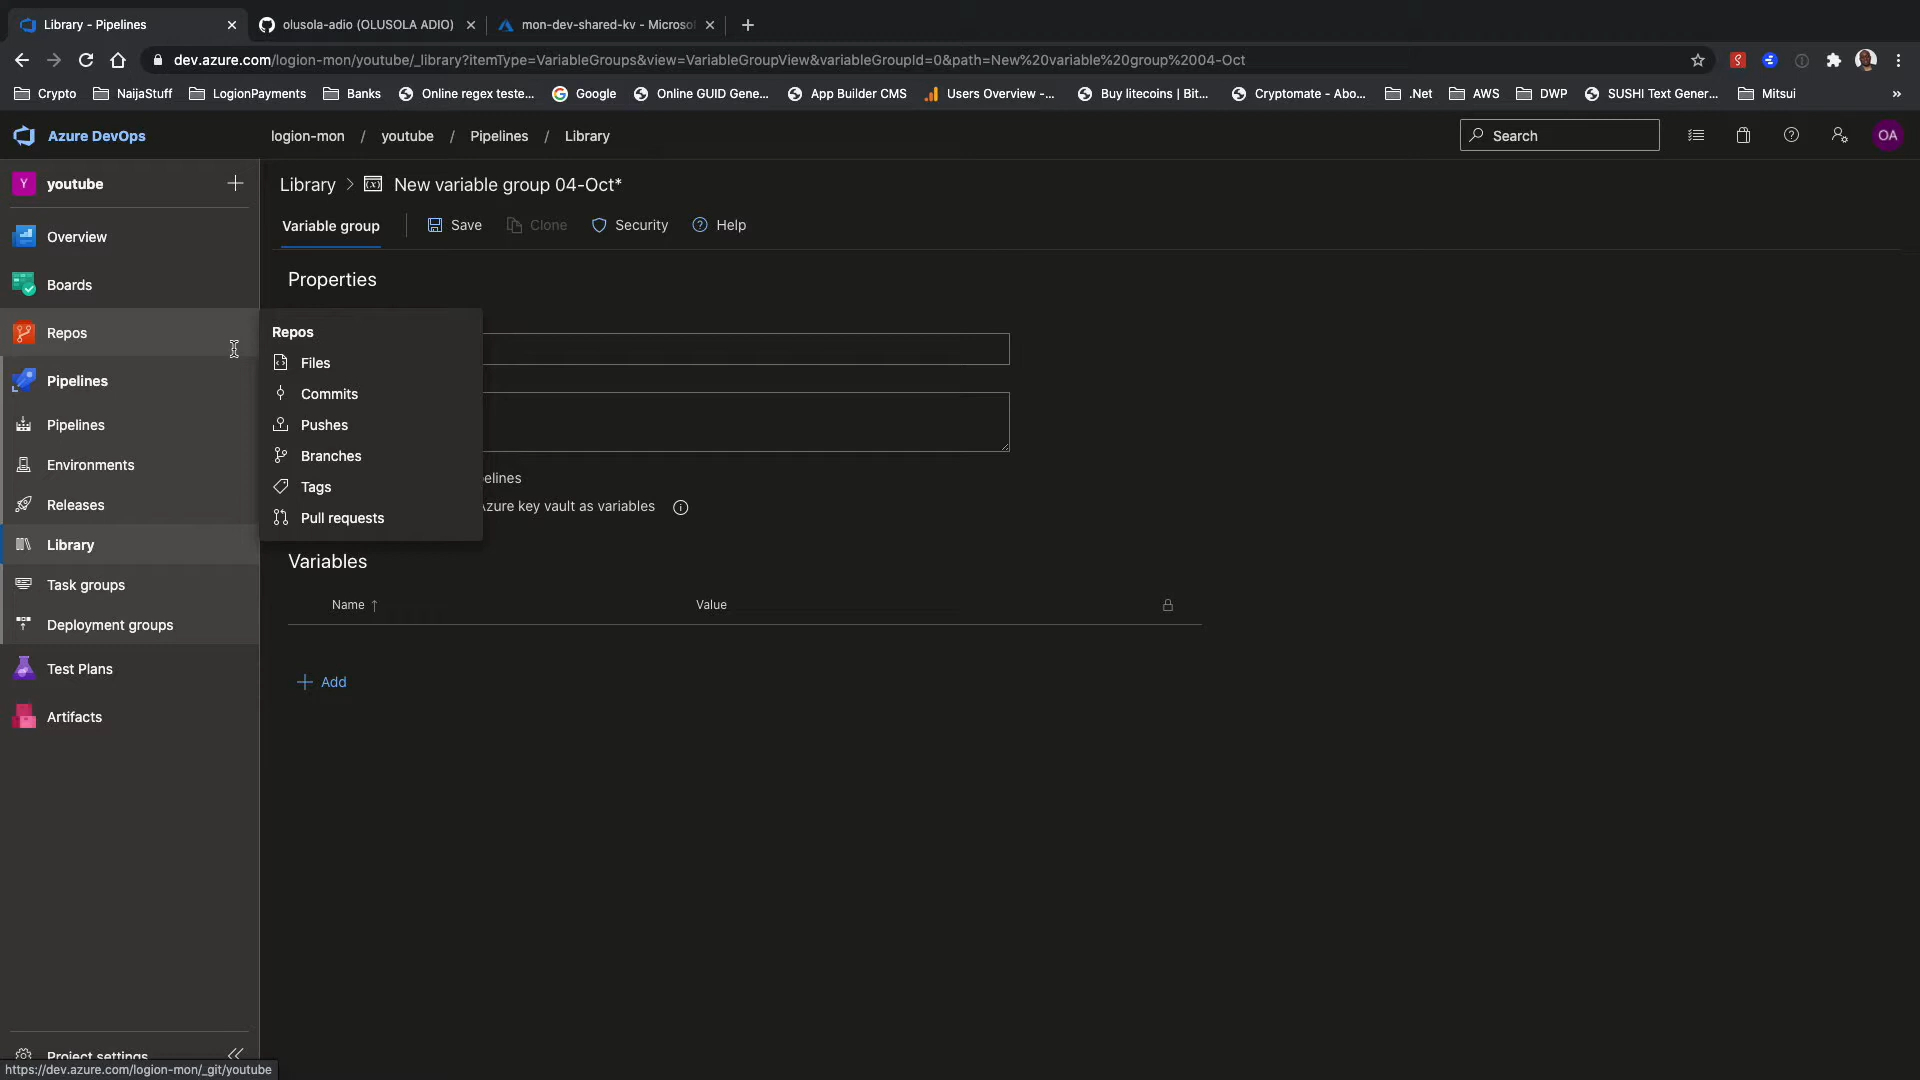 Library - Pipelines
olusola-adio (OLUSOLA ADIO)
mon-dev-shared-kv - Microso
dev.azure.com/logion-mon/youtube/_library?itemType=VariableGroups&view=VariableGroupView&variableGroupId=0&path=New%20variable%20group%2004-Oct
Crypto
NaijaStuff
LogionPayments
Banks
Online regex teste...
Google
Online GUID Gene...
App Builder CMS
Users Overview -...
Buy litecoins | Bit...
Cryptomate - Abo...
.Net
AWS
DWP
SUSHI Text Gener...
Mitsui
»
Azure DevOps
logion-mon / youtube / Pipelines / Library
Search
OA
Y youtube
Library > New variable group 04-Oct*
Variable group
Save
Clone
Security
Help
Overview
Boards
Repos
Pipelines
Pipelines
Environments
Releases
Library
Task groups
Deployment groups
Test Plans
Artifacts
Project settings
Properties
Repos
Files
Commits
Pushes
Branches
Tags
Pull requests
elines
Azure key vault as variables
Variables
Name ↑
Value
+ Add
https://dev.azure.com/logion-mon/_git/youtube